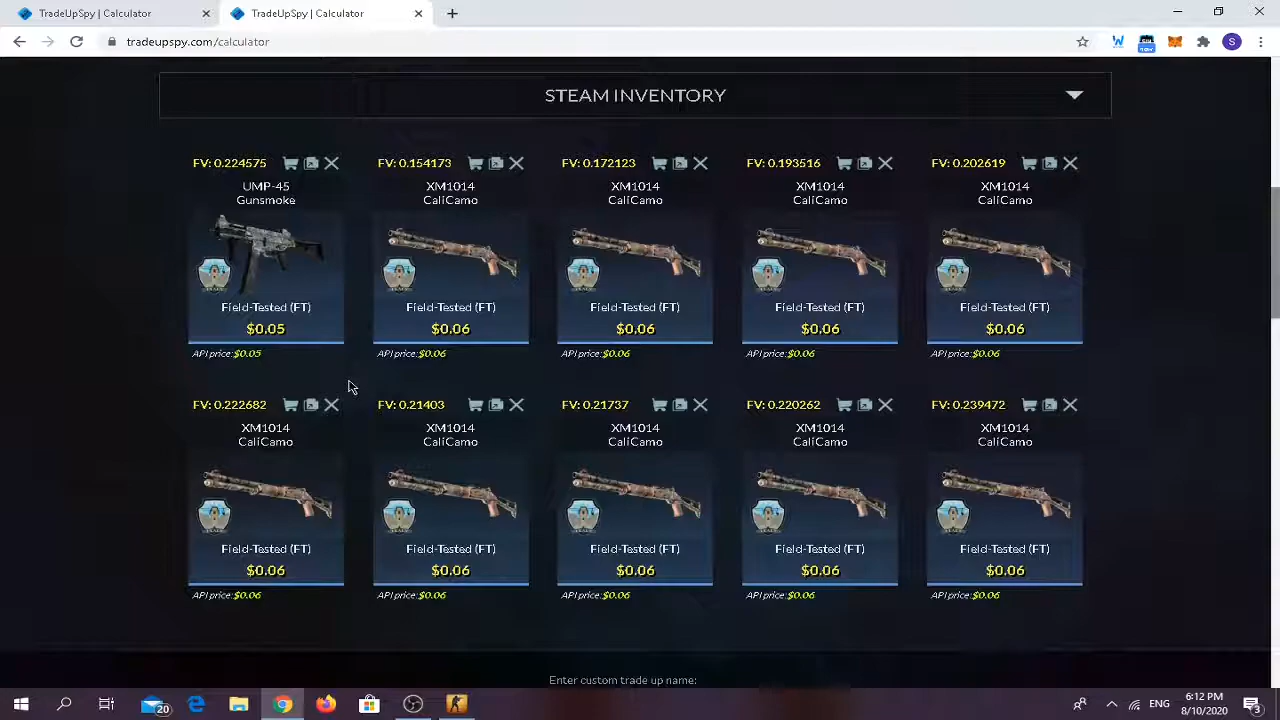 TradeUpSpy | Calculator
TradeUpSpy | Calculator
tradeupspy.com/calculator
STEAM INVENTORY
FV: 0.224575
FV: 0.154173
FV: 0.172123
FV: 0.193516
FV: 0.202619
UMP-45
Gunsmoke
XM1014
CaliCamo
XM1014
CaliCamo
XM1014
CaliCamo
XM1014
CaliCamo
Field-Tested (FT)
$0.05
Field-Tested (FT)
$0.06
Field-Tested (FT)
$0.06
Field-Tested (FT)
$0.06
Field-Tested (FT)
$0.06
API price:$0.05
API price:$0.06
API price:$0.06
API price:$0.06
API price:$0.06
FV: 0.222682
FV: 0.21403
FV: 0.21737
FV: 0.220262
FV: 0.239472
XM1014
CaliCamo
XM1014
CaliCamo
XM1014
CaliCamo
XM1014
CaliCamo
XM1014
CaliCamo
Field-Tested (FT)
$0.06
Field-Tested (FT)
$0.06
Field-Tested (FT)
$0.06
Field-Tested (FT)
$0.06
Field-Tested (FT)
$0.06
API price:$0.06
API price:$0.06
API price:$0.06
API price:$0.06
API price:$0.06
Enter custom trade up name:
20
ENG
6:12 PM
8/10/2020
3
S